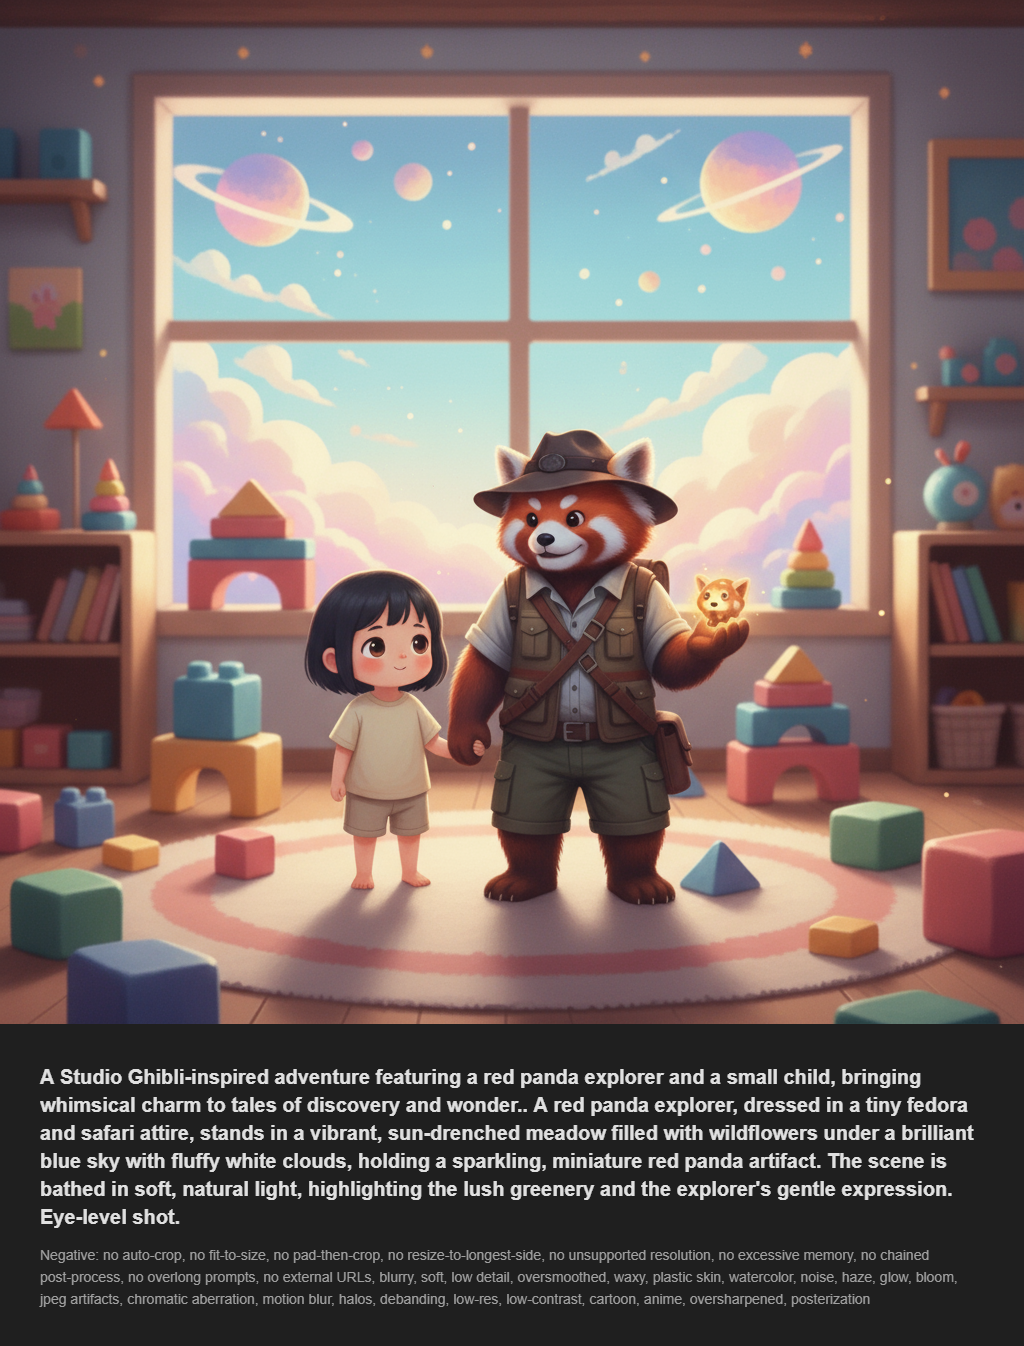 A Studio Ghibli-inspired adventure featuring a red panda explorer and a small child, bringing
whimsical charm to tales of discovery and wonder.. A red panda explorer, dressed in a tiny fedora
and safari attire, stands in a vibrant, sun-drenched meadow filled with wildflowers under a brilliant
blue sky with fluffy white clouds, holding a sparkling, miniature red panda artifact. The scene is
bathed in soft, natural light, highlighting the lush greenery and the explorer's gentle expression.
Eye-level shot.
Negative: no auto-crop, no fit-to-size, no pad-then-crop, no resize-to-longest-side, no unsupported resolution, no excessive memory, no chained
post-process, no overlong prompts, no external URLs, blurry, soft, low detail, oversmoothed, waxy, plastic skin, watercolor, noise, haze, glow, bloom,
jpeg artifacts, chromatic aberration, motion blur, halos, debanding, low-res, low-contrast, cartoon, anime, oversharpened, posterization